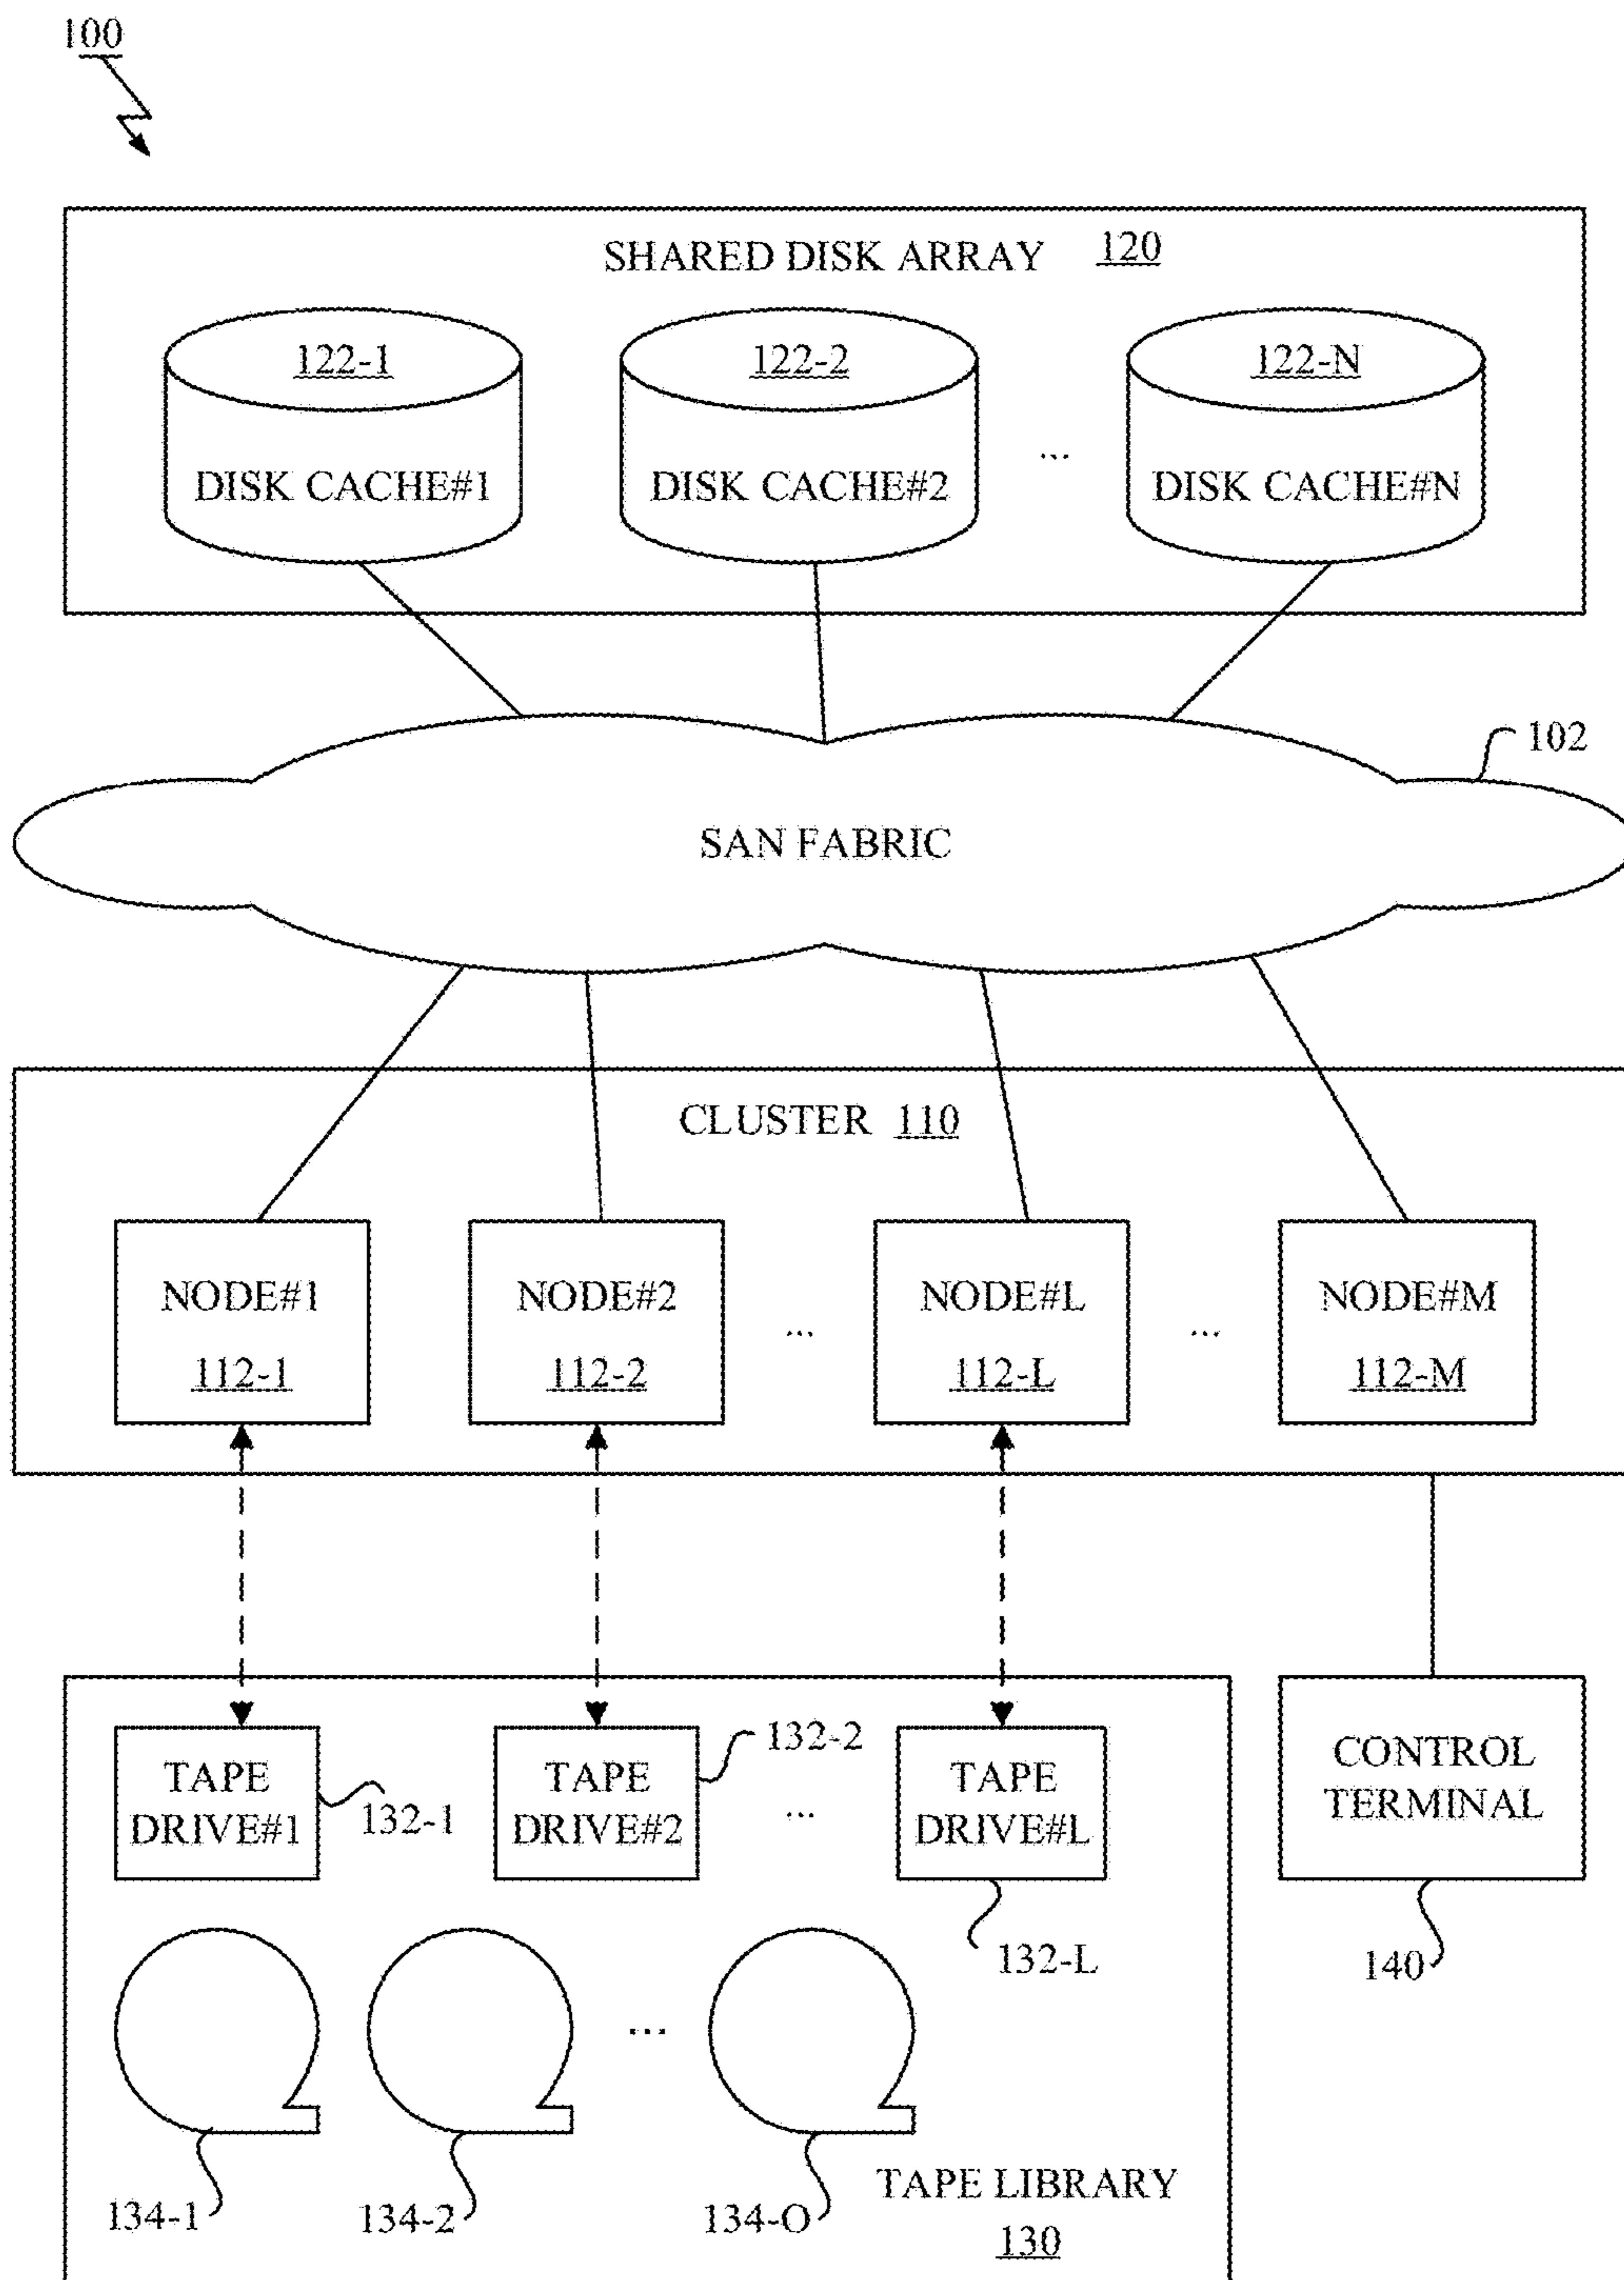 100
SHARED DISK ARRAY 120
122-1 122-2 122-N
DISK CACHE#1 DISK CACHE#2 ... DISK CACHE#N
102
SAN FABRIC
CLUSTER 110
NODE#1 NODE#2 ... NODE#L ... NODE#M
112-1 112-2 112-L 112-M
TAPE DRIVE#1
132-1
TAPE DRIVE#2
132-2
...
TAPE DRIVE#L
132-L
CONTROL
TERMINAL
140
...
134-1 134-2 134-O
TAPE LIBRARY
130